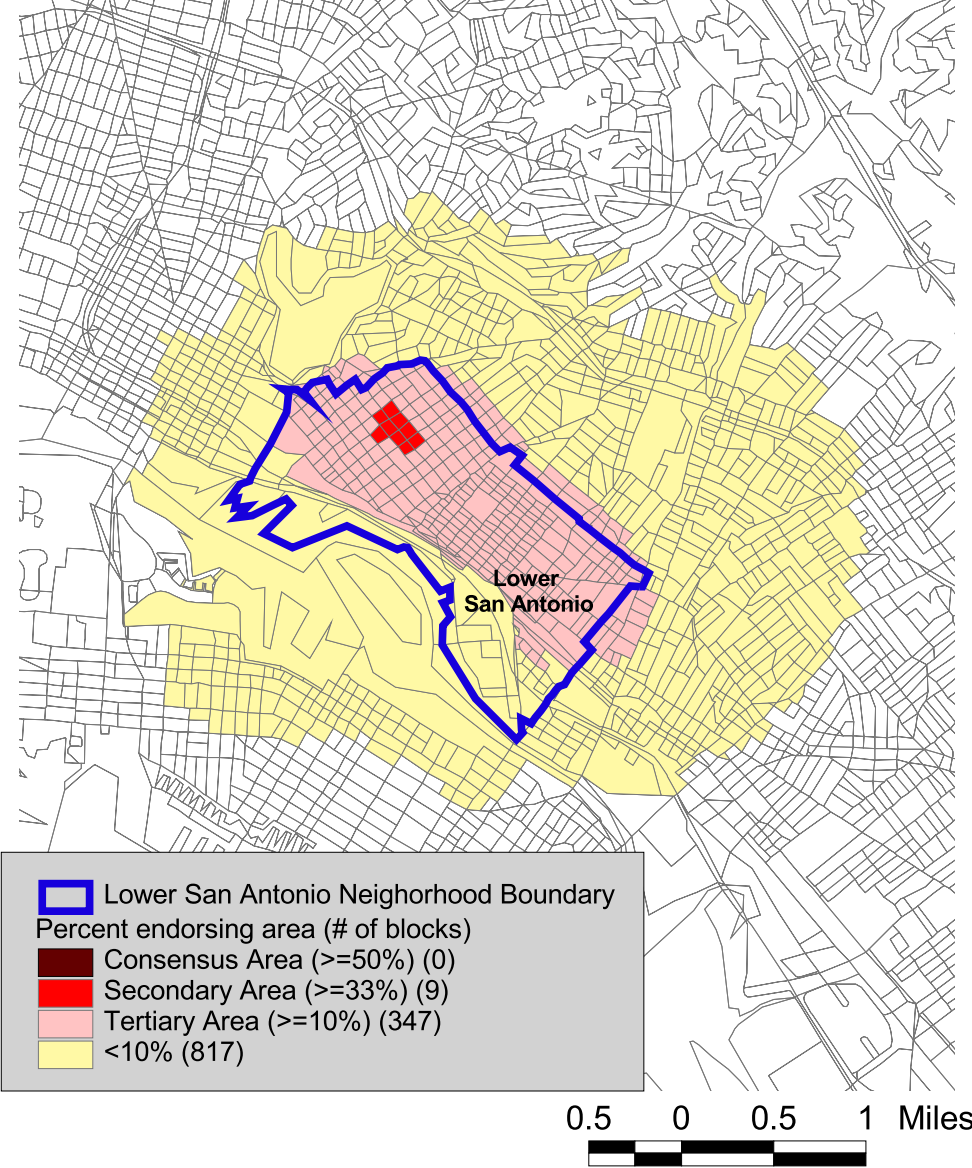 Lower
San Antonio
Lower San Antonio Neighorhood Boundary
Percent endorsing area (# of blocks)
Consensus Area (>=50%) (0)
Secondary Area (>=33%) (9)
Tertiary Area (>=10%) (347)
<10% (817)
0.5 0 0.5 1 Miles